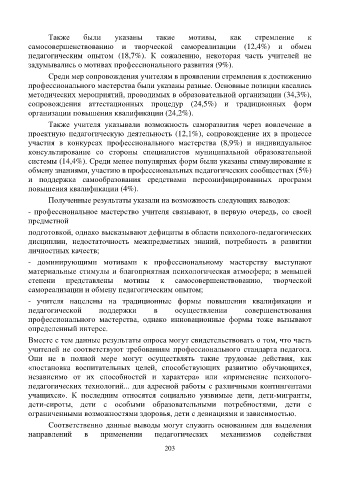 Также были указаны такие мотивы, как стремление к
самосовершенствованию и творческой самореализации (12,4%) и обмен
педагогическим опытом (18,7%). К сожалению, некоторая часть учителей не
задумывались о мотивах профессионального развития (9%).
Среди мер сопровождения учителям в проявлении стремления к достижению
профессионального мастерства были указаны разные. Основные позиции касались
методических мероприятий, проводимых в образовательной организации (34,3%),
сопровождения аттестационных процедур (24,5%) и традиционных форм
организации повышения квалификации (24,2%).
Также учителя указывали возможность саморазвития через вовлечение в
проектную педагогическую деятельность (12,1%), сопровождение их в процессе
участия в конкурсах профессионального мастерства (8,9%) и индивидуальное
консультирование со стороны специалистов муниципальной образовательной
системы (14,4%). Среди менее популярных форм были указаны стимулирование к
обмену знаниями, участию в профессиональных педагогических сообществах (5%)
и поддержка самообразования средствами персонифицированных программ
повышения квалификации (4%).
Полученные результаты указали на возможность следующих выводов:
- профессиональное мастерство учителя связывают, в первую очередь, со своей
предметной
подготовкой, однако высказывают дефициты в области психолого-педагогических
дисциплин, недостаточность межпредметных знаний, потребность в развитии
личностных качеств;
- доминирующими мотивами к профессиональному мастерству выступают
материальные стимулы и благоприятная психологическая атмосфера; в меньшей
степени представлены мотивы к самосовершенствованию, творческой
самореализации и обмену педагогическим опытом;
- учителя нацелены на традиционные формы повышения квалификации и
педагогической поддержки в осуществлении совершенствования
профессионального мастерства, однако инновационные формы тоже вызывают
определенный интерес.
Вместе с тем данные результаты опроса могут свидетельствовать о том, что часть
учителей не соответствуют требованиям профессионального стандарта педагога.
Они не в полной мере могут осуществлять такие трудовые действия, как
«постановка воспитательных целей, способствующих развитию обучающихся,
независимо от их способностей и характера» или «применение психолого-
педагогических технологий... для адресной работы с различными контингентами
учащихся». К последним относятся социально уязвимые дети, дети-мигранты,
дети-сироты, дети с особыми образовательными потребностями, дети с
ограниченными возможностями здоровья, дети с девиациями и зависимостью.
Соответственно данные выводы могут служить основанием для выделения
направлений в применении педагогических механизмов содействия
203